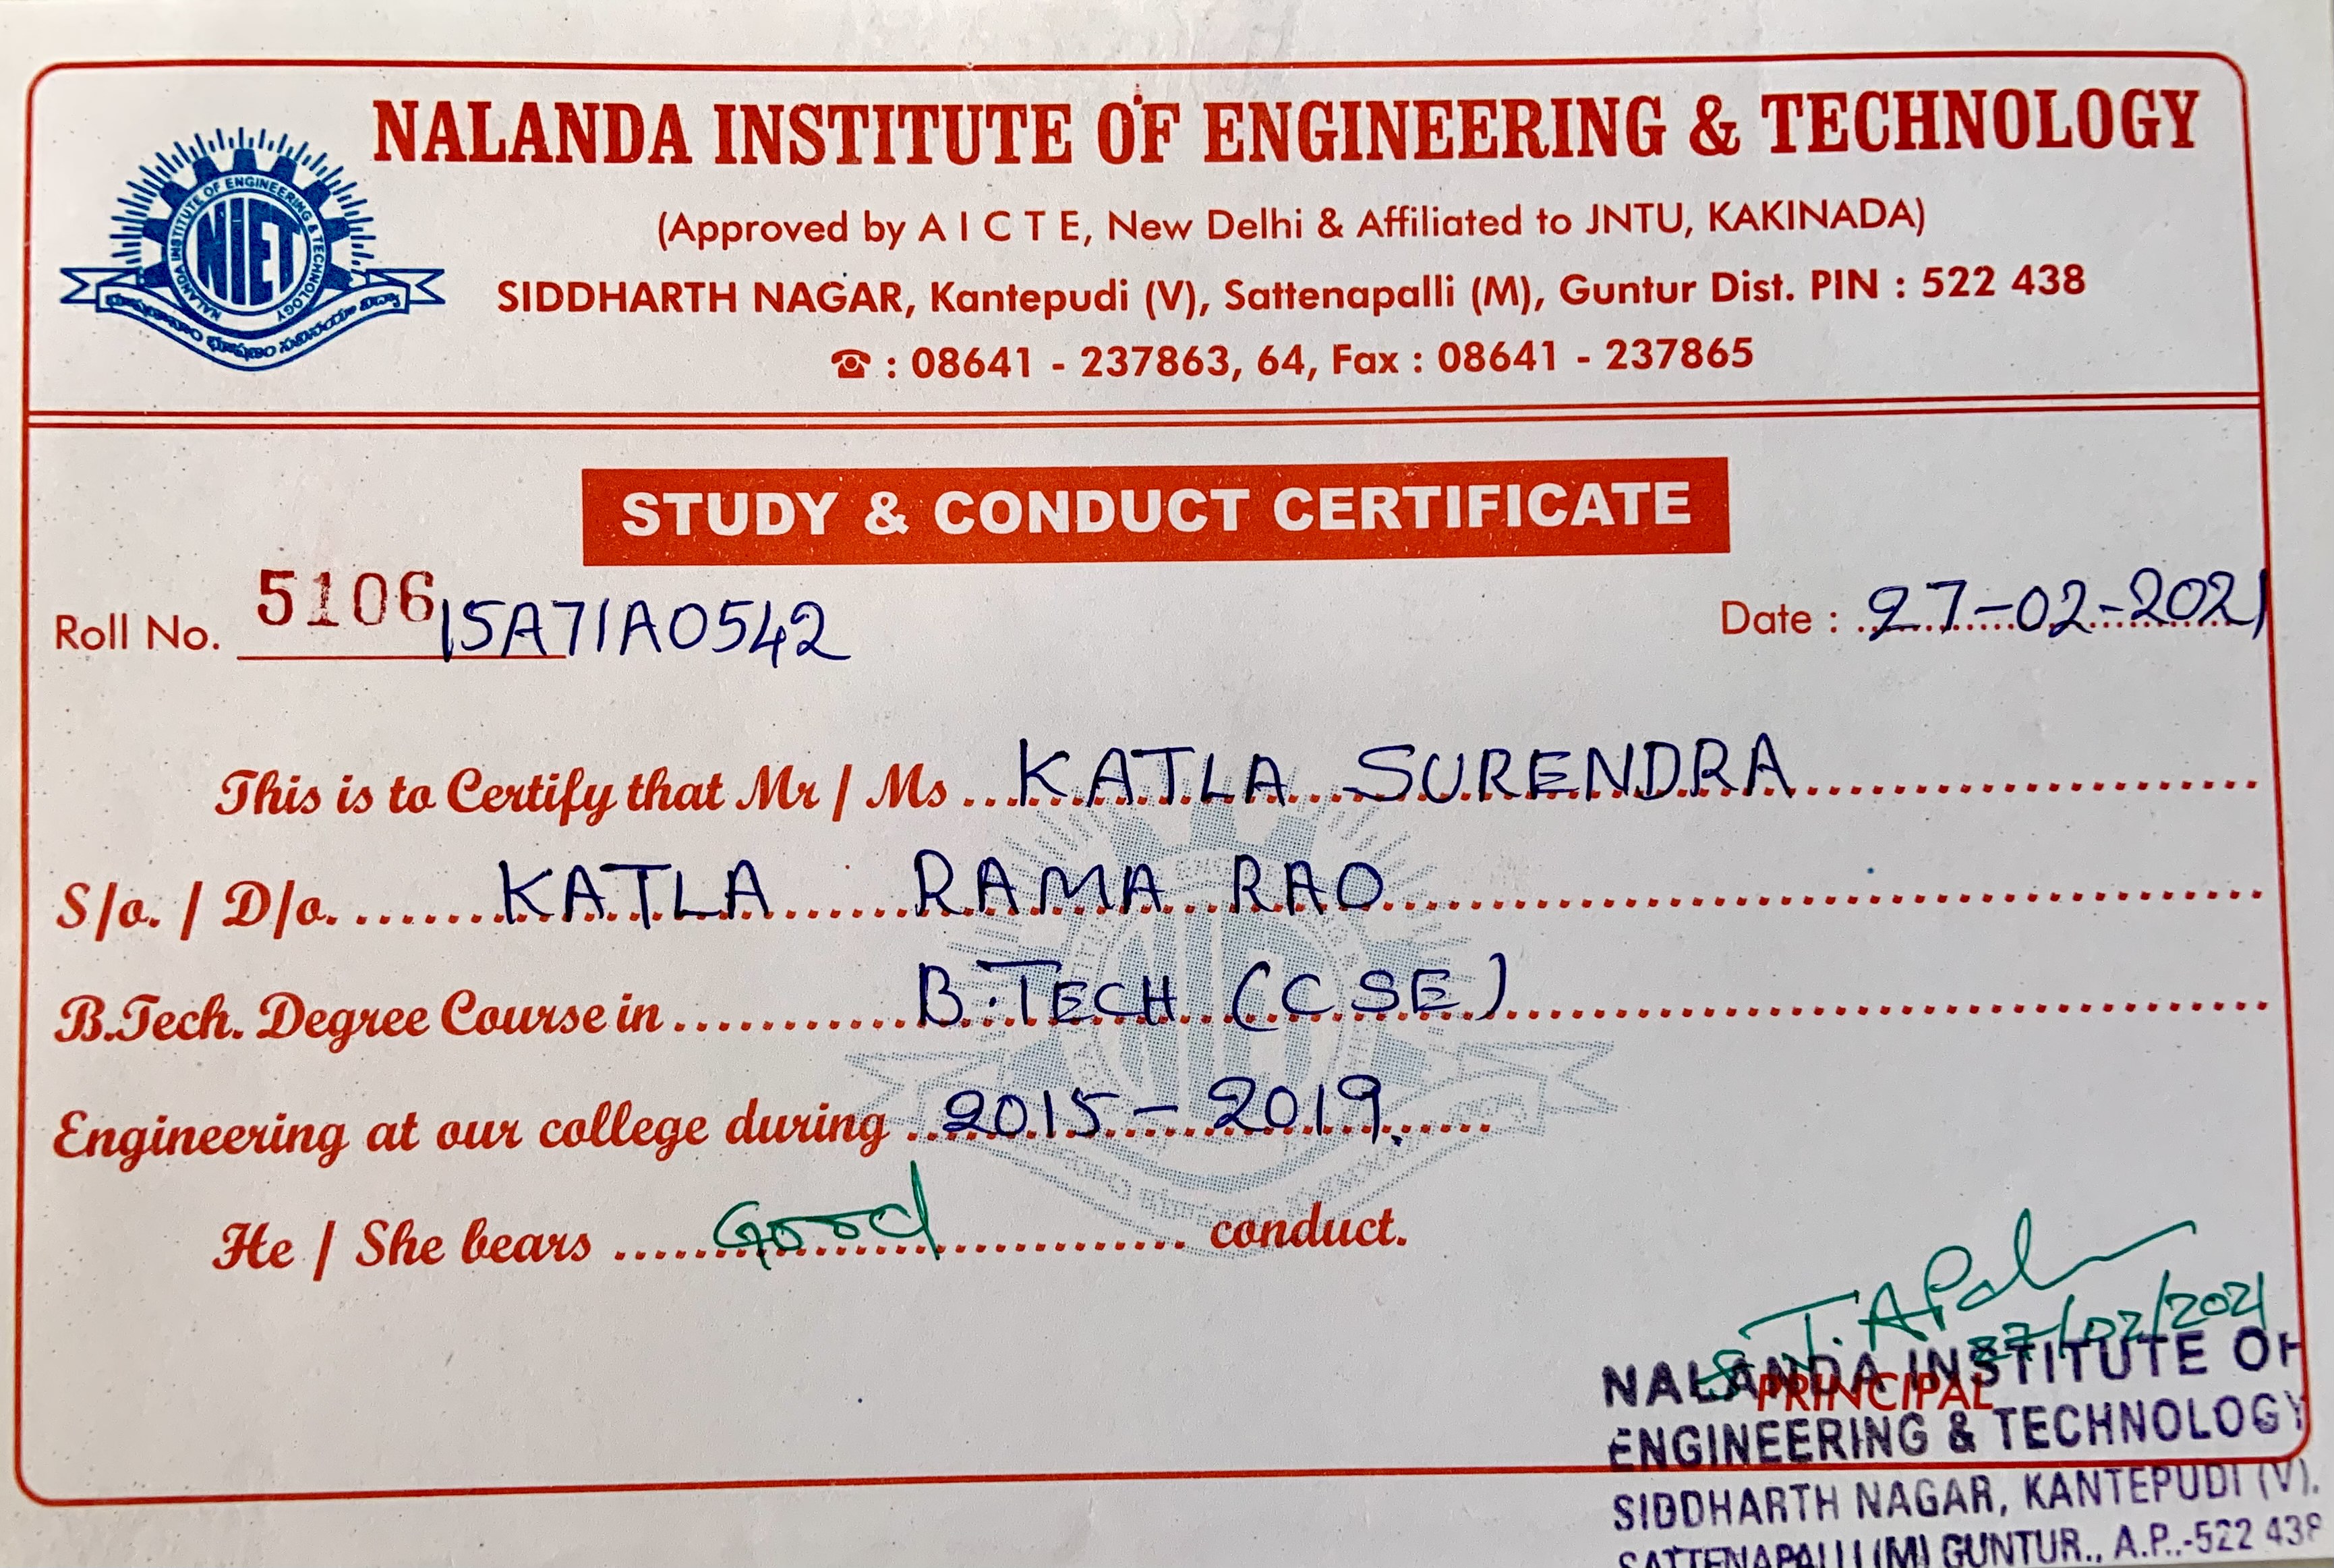 NALANDA INSTITUTE OF ENGINEERING & TECHNOLOGY
(Approved by A I C T E, New Delhi & Affiliated to JNTU, KAKINADA)
SIDDHARTH NAGAR, Kantepudi (V), Sattenapalli (M), Guntur Dist. PIN : 522 438
☎ : 08641 - 237863, 64, Fax : 08641 - 237865
NALANDA INSTITUTE OF ENGINEERING & TECHNOLOGY
NIET
STUDY & CONDUCT CERTIFICATE
Roll No. 5106 15A71A0542 Date : 27-02-2021
This is to Certify that Mr / Ms KATLA SURENDRA
S/o. / D/o. KATLA RAMA RAO
B.Tech. Degree Course in B.TECH (CSE)
Engineering at our college during 2015-2019.
He / She bears Good conduct.
27/02/2021
PRINCIPAL
NALANDA INSTITUTE OF
ENGINEERING & TECHNOLOGY
SIDDHARTH NAGAR, KANTEPUDI (V).
SATTENAPALLI (M) GUNTUR., A.P.-522 438